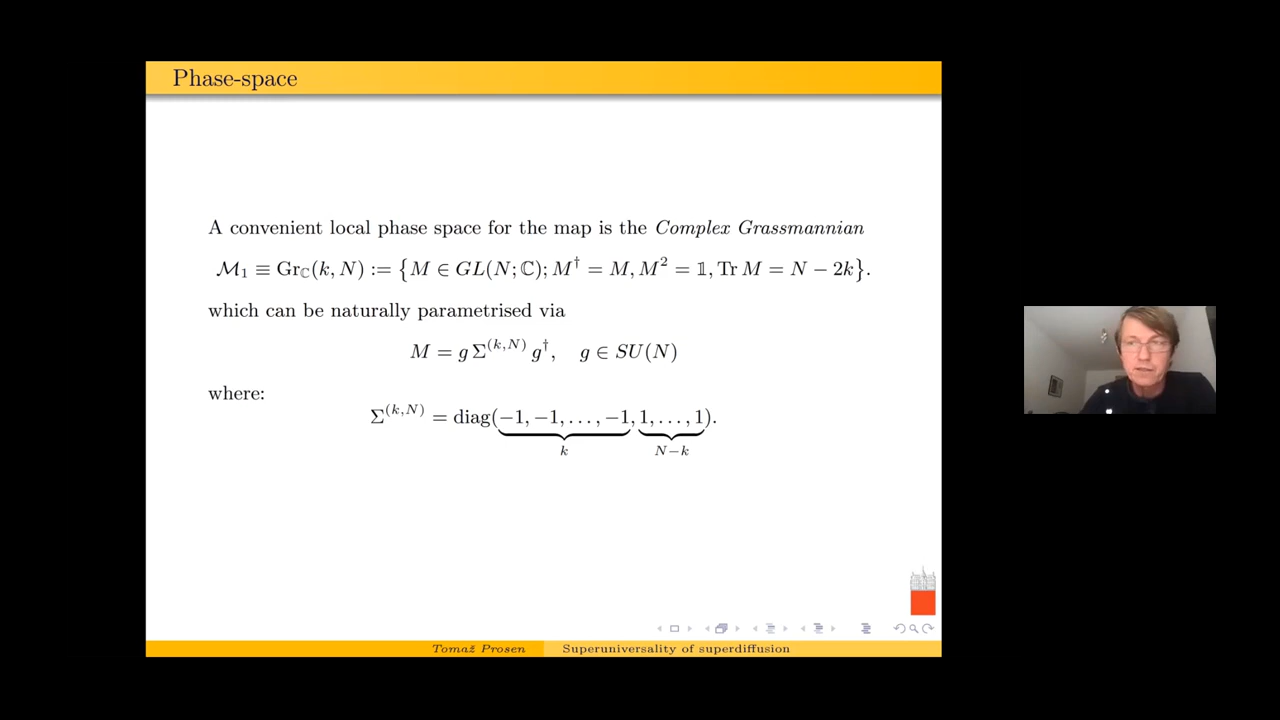 Phase-space
A convenient local phase space for the map is the Complex Grassmannian
ℳ₁ ≡ Gr_ℂ(k, N) := {M ∈ GL(N; ℂ); M† = M, M² = 𝟙, Tr M = N − 2k}.
which can be naturally parametrised via
M = g Σ^(k,N) g†, g ∈ SU(N)
where:
Σ^(k,N) = diag(−1, −1, . . . , −1, 1, . . . , 1).
k N−k
Tomaž Prosen Superuniversality of superdiffusion